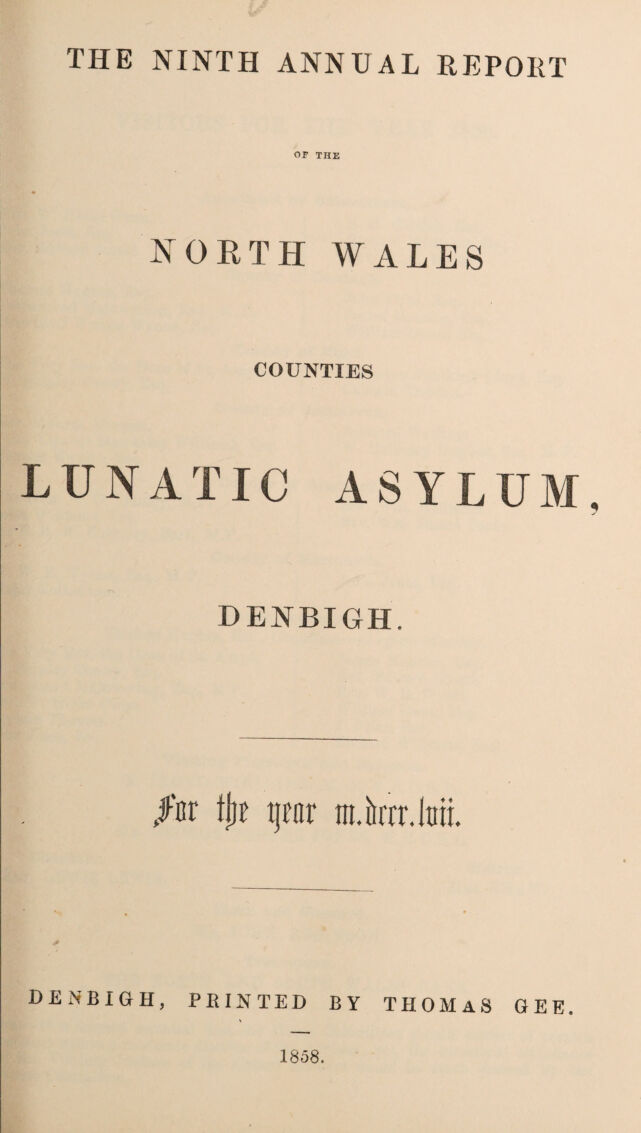 THE NINTH ANNUAL REPORT
OF THE
NORTH WALES
COUNTIES
LUNATIC ASYLUM,
DENBIGH.
For the year m.dccc.lvii.
DENBIGH, PRINTED BY THOMAS GEE.
1858.